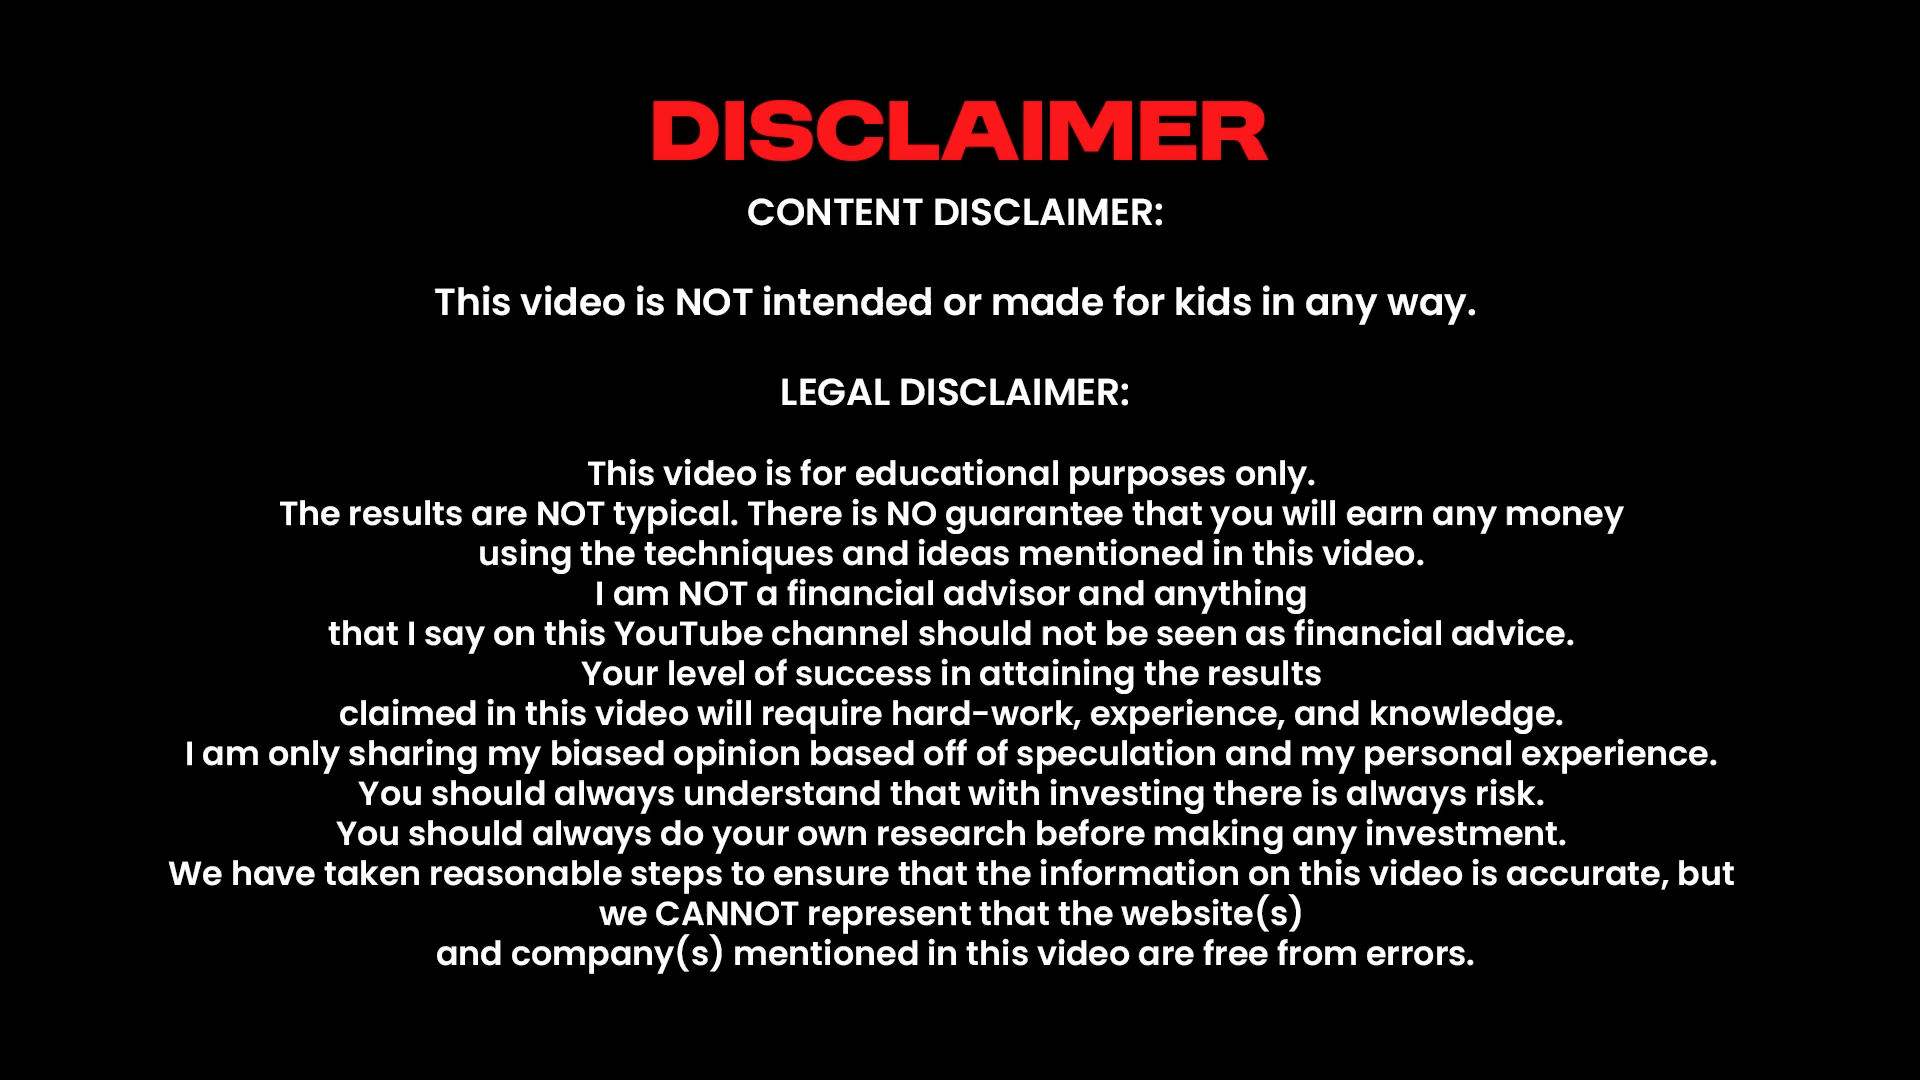 DISCLAIMER
CONTENT DISCLAIMER:
This video is NOT intended or made for kids in any way.
LEGAL DISCLAIMER:
This video is for educational purposes only.
The results are NOT typical. There is NO guarantee that you will earn any money
using the techniques and ideas mentioned in this video.
I am NOT a financial advisor and anything
that I say on this YouTube channel should not be seen as financial advice.
Your level of success in attaining the results
claimed in this video will require hard-work, experience, and knowledge.
I am only sharing my biased opinion based off of speculation and my personal experience.
You should always understand that with investing there is always risk.
You should always do your own research before making any investment.
We have taken reasonable steps to ensure that the information on this video is accurate, but
we CANNOT represent that the website(s)
and company(s) mentioned in this video are free from errors.